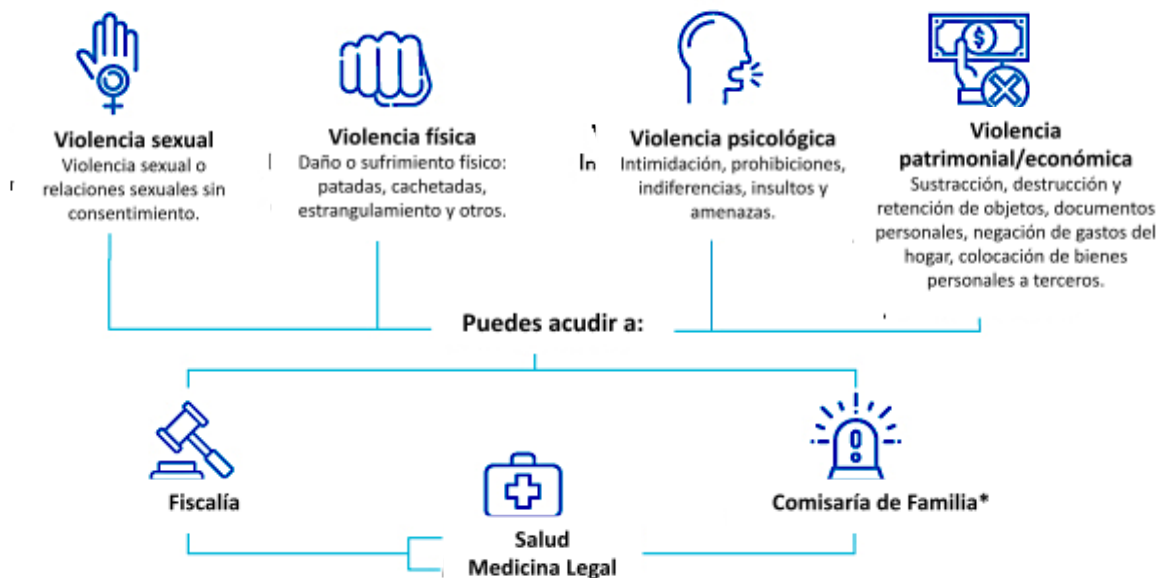 Violencia sexual
Violencia sexual o
relaciones sexuales sin
consentimiento.
Violencia física
Daño o sufrimiento físico:
patadas, cachetadas,
estrangulamiento y otros.
In
Violencia psicológica
Intimidación, prohibiciones,
indiferencias, insultos y
amenazas.
Violencia
patrimonial/económica
Sustracción, destrucción y
retención de objetos, documentos
personales, negación de gastos del
hogar, colocación de bienes
personales a terceros.
Puedes acudir a:
Fiscalía
Salud
Medicina Legal
Comisaría de Familia*